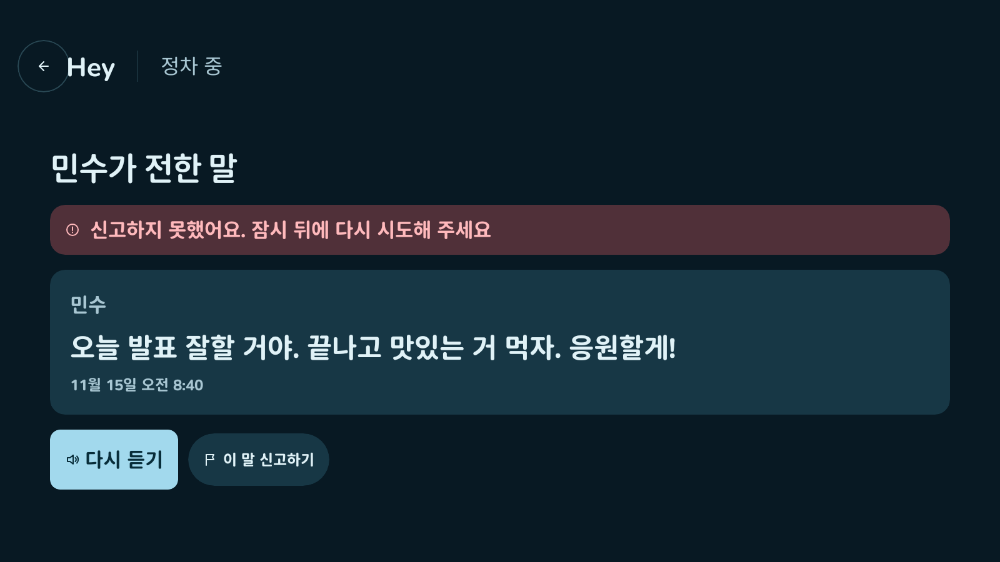 Hey
정차 중
민수가 전한 말
신고하지 못했어요. 잠시 뒤에 다시 시도해 주세요
민수
오늘 발표 잘할 거야. 끝나고 맛있는 거 먹자. 응원할게!
11월 15일 오전 8:40
다시 듣기
이 말 신고하기